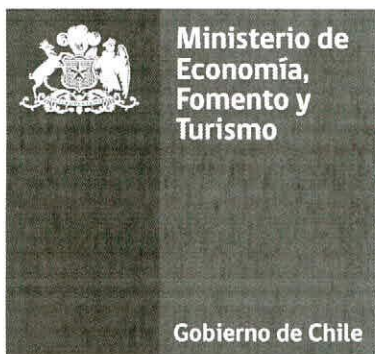 Ministerio de
Economía,
Fomento y
Turismo
Gobierno de Chile